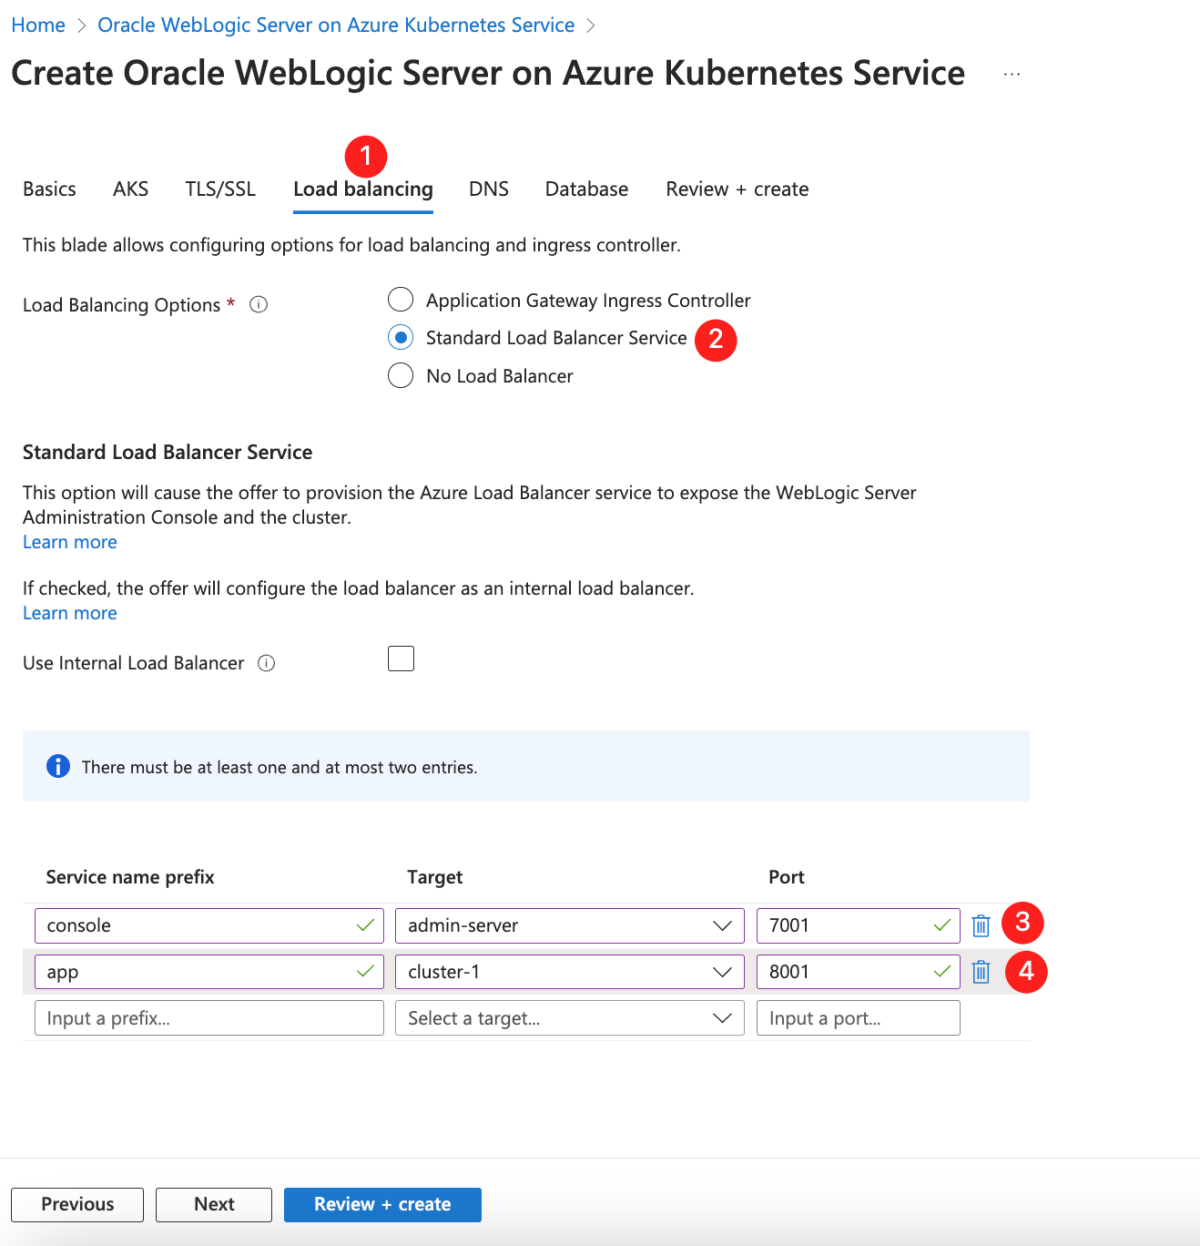 Home > Oracle WebLogic Server on Azure Kubernetes Service >
Create Oracle WebLogic Server on Azure Kubernetes Service ...
1
Basics AKS TLS/SSL Load balancing DNS Database Review + create
This blade allows configuring options for load balancing and ingress controller.
Load Balancing Options *
Application Gateway Ingress Controller
Standard Load Balancer Service 2
No Load Balancer
Standard Load Balancer Service
This option will cause the offer to provision the Azure Load Balancer service to expose the WebLogic Server
Administration Console and the cluster.
Learn more
If checked, the offer will configure the load balancer as an internal load balancer.
Learn more
Use Internal Load Balancer
There must be at least one and at most two entries.
Service name prefix Target Port
console admin-server 7001 3
app cluster-1 8001 4
Input a prefix... Select a target... Input a port...
Previous Next Review + create